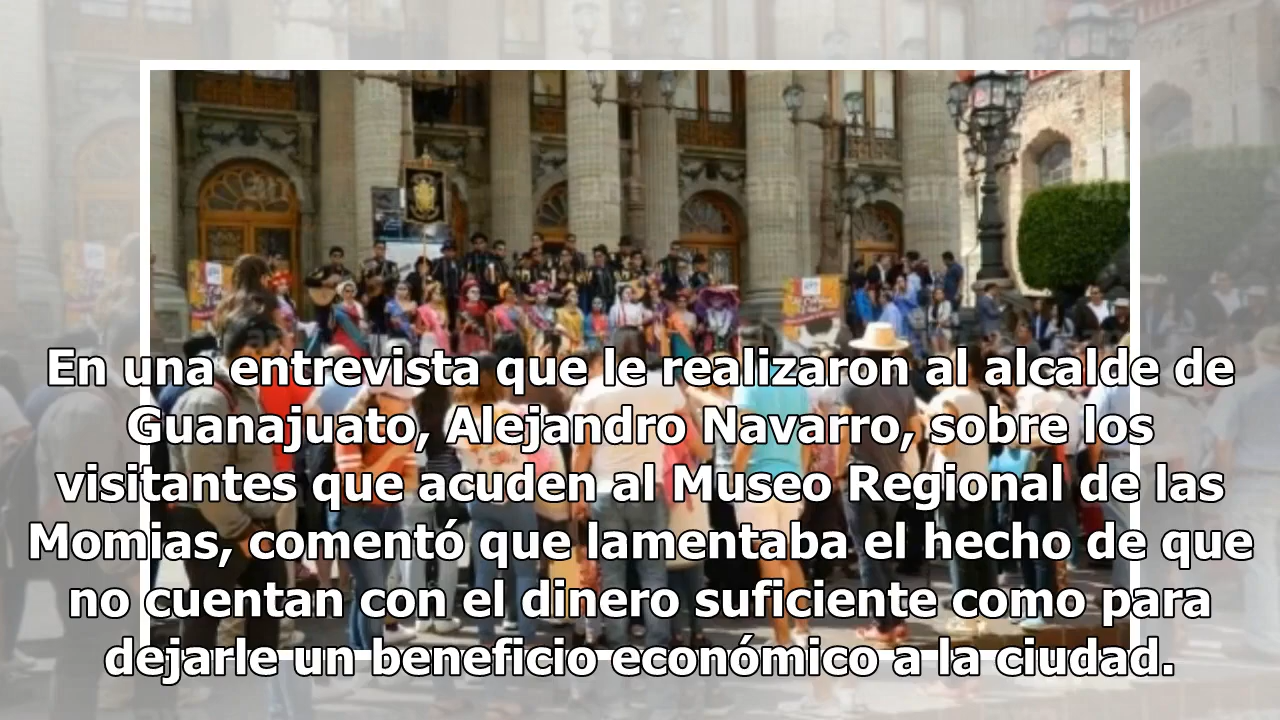 En una entrevista que le realizaron al alcalde de
Guanajuato, Alejandro Navarro, sobre los
visitantes que acuden al Museo Regional de las
Momias, comentó que lamentaba el hecho de que
no cuentan con el dinero suficiente como para
dejarle un beneficio económico a la ciudad.